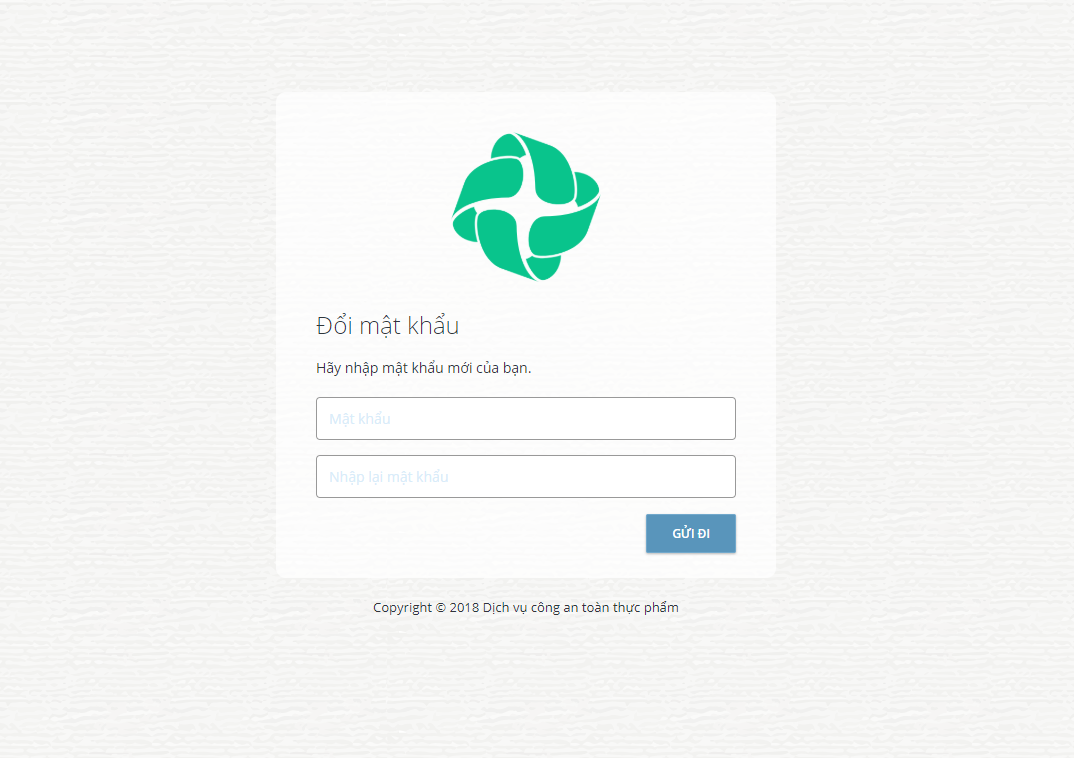 Đổi mật khẩu
Hãy nhập mật khẩu mới của bạn.
Mật khẩu
Nhập lại mật khẩu
GỬI ĐI
Copyright © 2018 Dịch vụ công an toàn thực phẩm